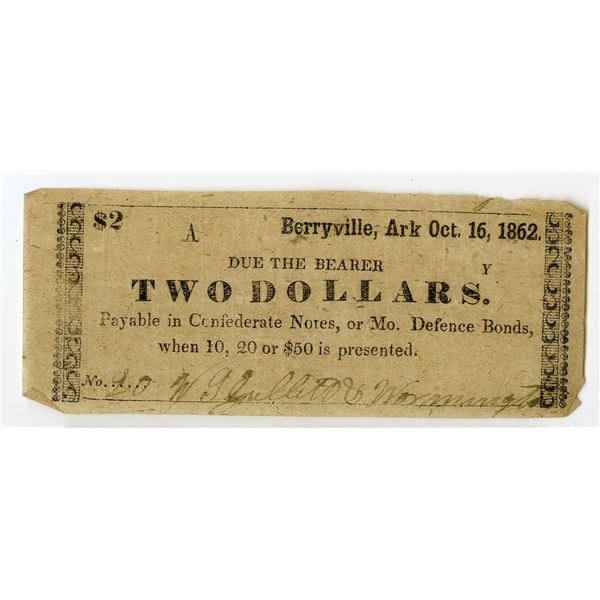 $2 A Berryville, Ark Oct. 16, 1862.
DUE THE BEARER Y
TWO DOLLARS.
Payable in Confederate Notes, or Mo. Defence Bonds,
when 10, 20 or $50 is presented.
No. W